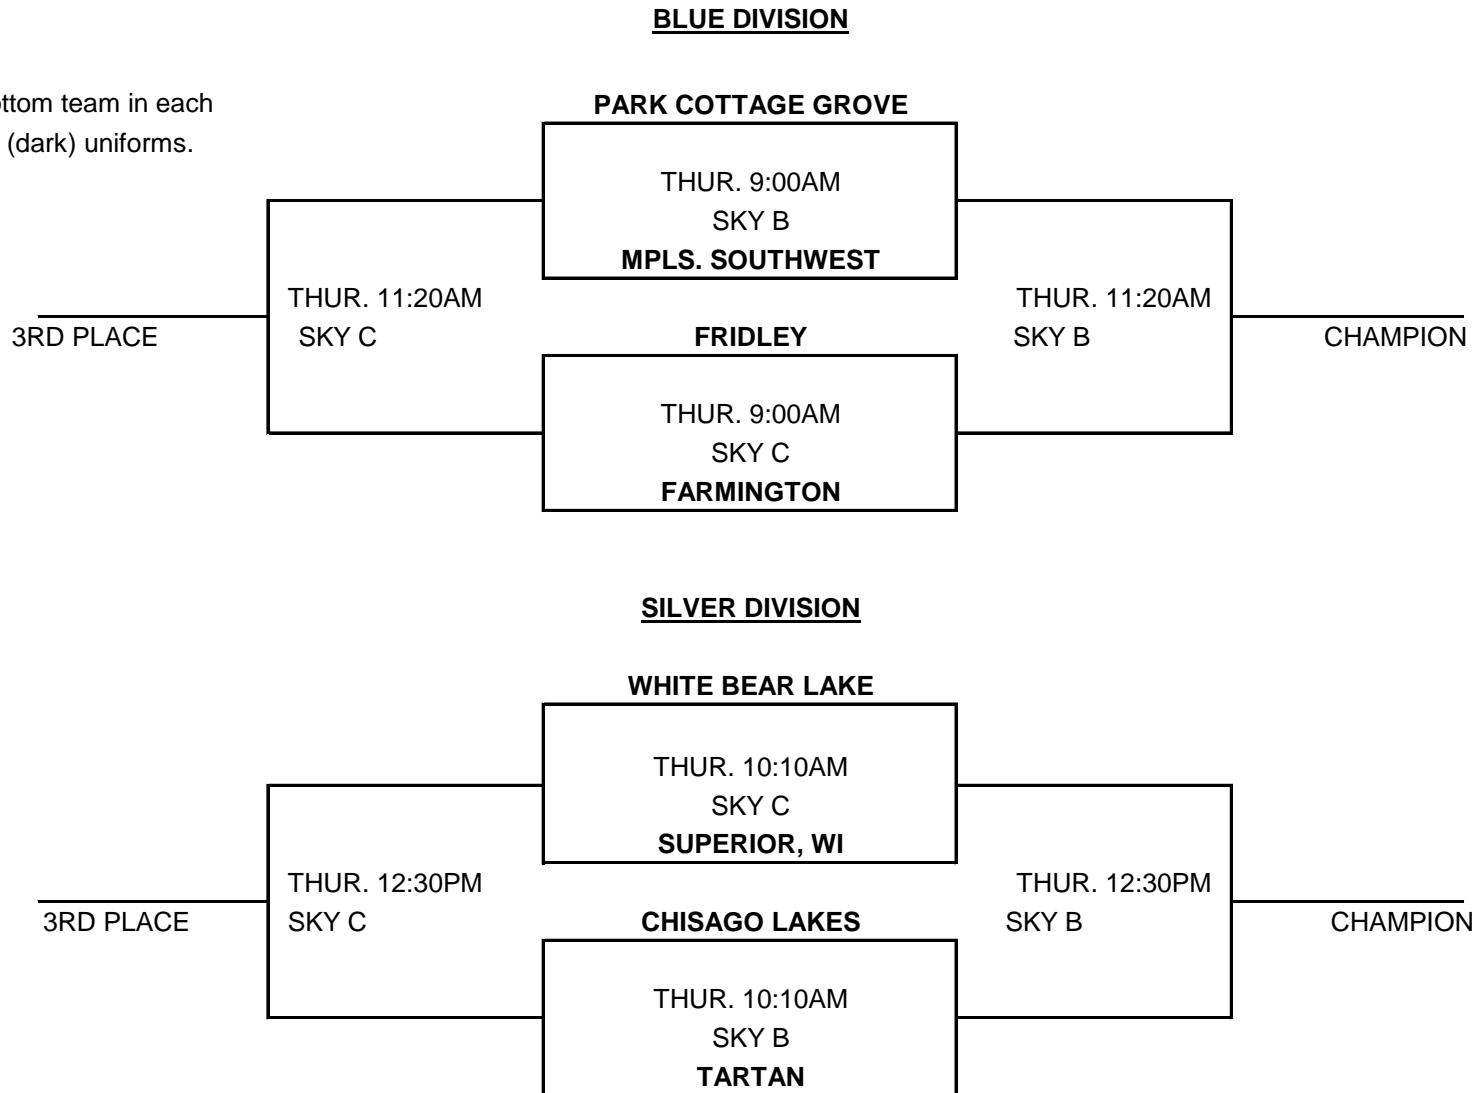 BLUE DIVISION
ottom team in each
(dark) uniforms.
PARK COTTAGE GROVE
THUR. 9:00AM
SKY B
MPLS. SOUTHWEST
THUR. 11:20AM
SKY C
3RD PLACE
THUR. 11:20AM
SKY B
CHAMPION
FRIDLEY
THUR. 9:00AM
SKY C
FARMINGTON
SILVER DIVISION
WHITE BEAR LAKE
THUR. 10:10AM
SKY C
SUPERIOR, WI
THUR. 12:30PM
SKY C
3RD PLACE
THUR. 12:30PM
SKY B
CHAMPION
CHISAGO LAKES
THUR. 10:10AM
SKY B
TARTAN